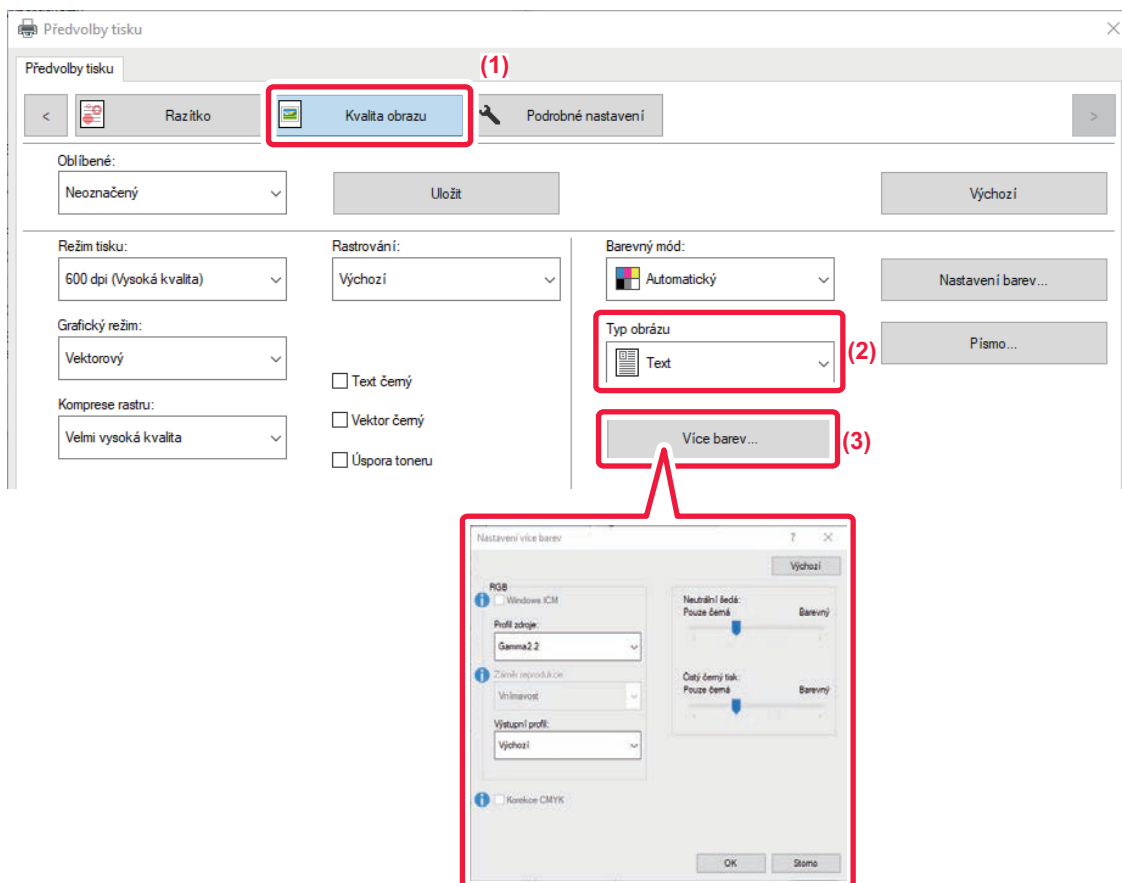 Předvolby tisku
Předvolby tisku
(1)
<
Razítko
Kvalita obrazu
Podrobné nastavení
>
Oblíbené:
Neoznačený
Uložit
Výchozí
Režim tisku:
600 dpi (Vysoká kvalita)
Rastrování:
Výchozí
Barevný mód:
Automatický
Nastavení barev...
Grafický režim:
Vektorový
Typ obrázu
Text
(2)
Písmo...
Text černý
Komprese rastru:
Velmi vysoká kvalita
Vektor černý
Úspora toneru
Více barev...
(3)
Nastavení více barev
?
Výchozí
RGB
Windows ICM
Profil zdroje:
Gamma2.2
Záměr reprodukce
Vnímavost
Výstupní profil:
Výchozí
Korekce CMYK
Neutrální šedá:
Pouze černá Barevný
Čistý černý tisk:
Pouze černá Barevný
OK
Storno